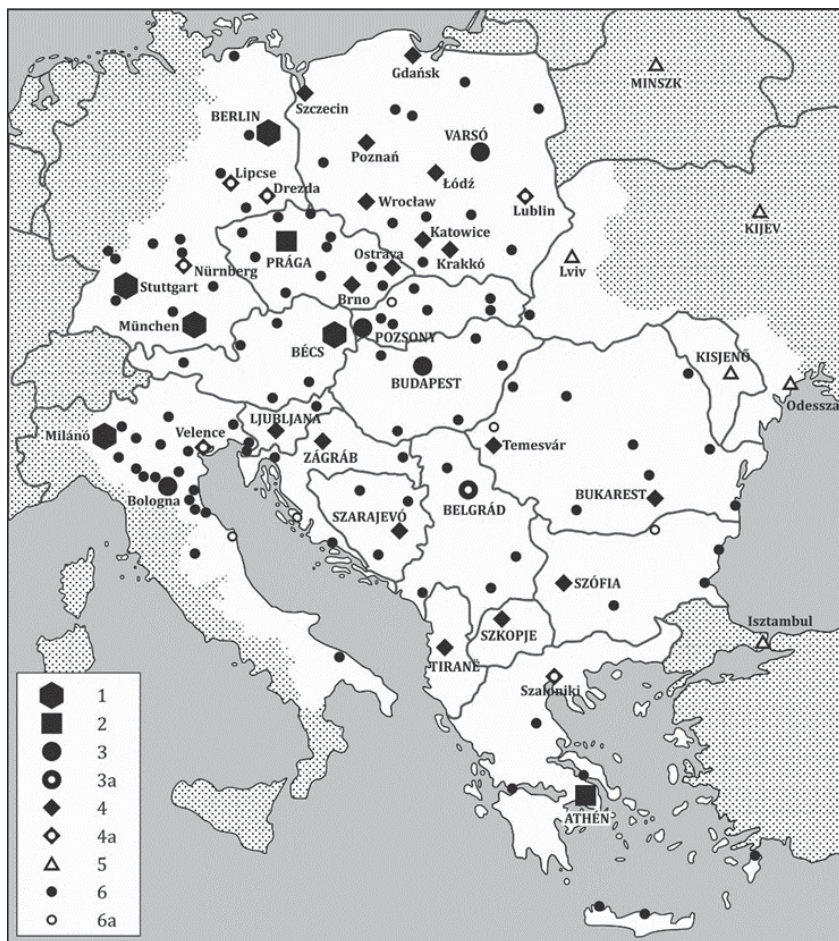 Gdańsk
MINSZK
Szczecin
BERLIN
VARSÓ
Poznań
Lipcse
Łódź
Drezda
Wrocław
Lublin
KIJEV
Katowice
PRÁGA
Ostrava
Krakkó
Lviv
Nürnberg
Stuttgart
Brno
München
BÉCS
POZSONY
KISJENŐ
BUDAPEST
Odessza
LJUBLJANA
Milánó
Velence
ZÁGRÁB
Temesvár
Bologna
BELGRÁD
BUKAREST
SZARAJEVÓ
SZÓFIA
SZKOPJE
Isztambul
TIRANE
Szaloniki
ATHÉN
1
2
3
3a
4
4a
5
6
6a